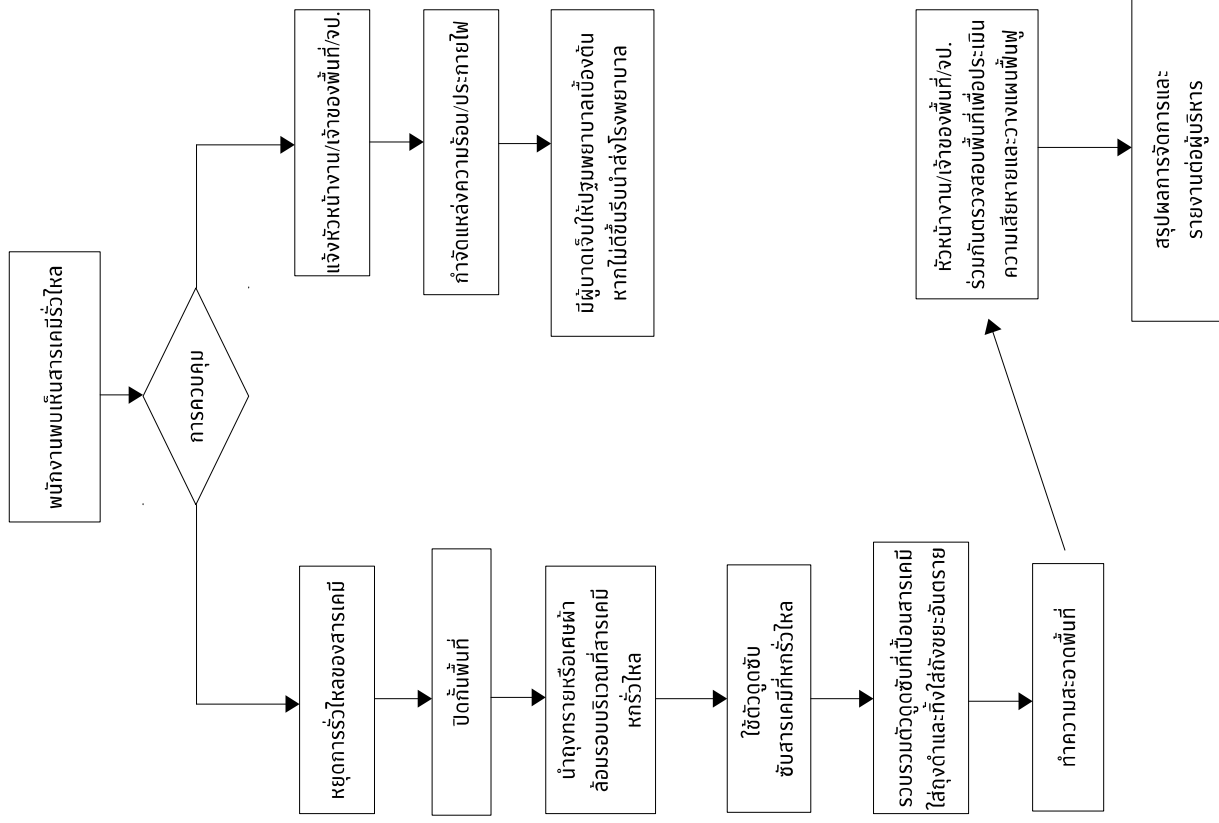 พนักงานพบเห็นสารเคมีรั่วไหล
การควบคุม
หยุดการรั่วไหลของสารเคมี
ปิดกั้นพื้นที่
นำถุงทรายหรือเศษผ้า
ล้อมรอบบริเวณที่สารเคมี
หกรั่วไหล
ใช้ตัวดูดซับ
ซับสารเคมีที่หกรั่วไหล
รวบรวมตัวดูดซับที่เปื้อนสารเคมี
ใส่ถุงดำและทิ้งใส่ถังขยะอันตราย
ทำความสะอาดพื้นที่
แจ้งหัวหน้างาน/เจ้าของพื้นที่/จป.
กำจัดแหล่งความร้อน/ประกายไฟ
มีผู้บาดเจ็บให้ปฐมพยาบาลเบื้องต้น
หากไม่ดีขึ้นรีบนำส่งโรงพยาบาล
หัวหน้างาน/เจ้าของพื้นที่/จป.
ร่วมกันตรวจสอบพื้นที่เพื่อประเมิน
ความเสียหายและวางแผนฟื้นฟู
สรุปผลการจัดการและ
รายงานต่อผู้บริหาร